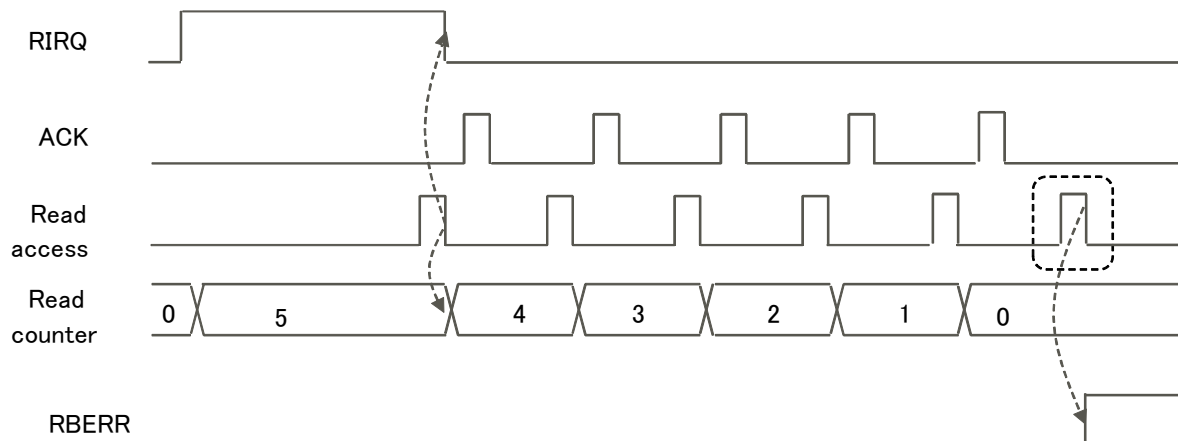 RIRQ
ACK
Read
access
Read
counter
0 5 4 3 2 1 0
RBERR